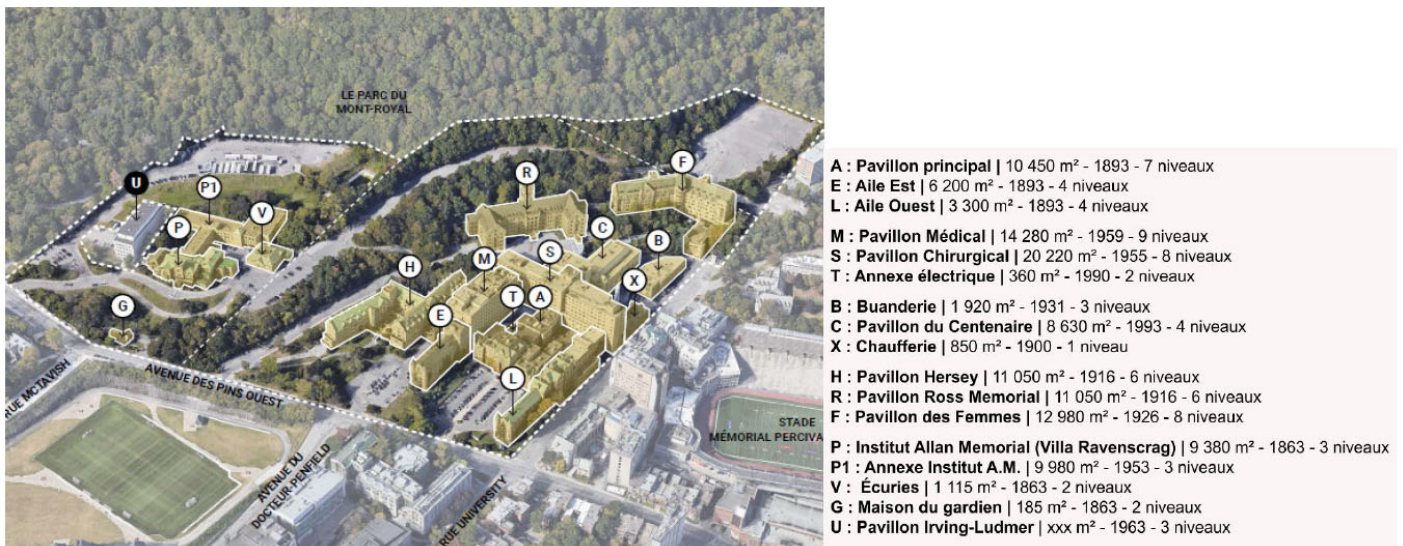 LE PARC DU
MONT-ROYAL
U
P1
V
P
G
R
F
C
B
S
M
H
X
T
A
E
L
RUE MCTAVISH
AVENUE DES PINS OUEST
AVENUE DU
DOCTEUR-PENFIELD
RUE UNIVERSITY
STADE
MÉMORIAL PERCIVA
A : Pavillon principal | 10 450 m² - 1893 - 7 niveaux
E : Aile Est | 6 200 m² - 1893 - 4 niveaux
L : Aile Ouest | 3 300 m² - 1893 - 4 niveaux
M : Pavillon Médical | 14 280 m² - 1959 - 9 niveaux
S : Pavillon Chirurgical | 20 220 m² - 1955 - 8 niveaux
T : Annexe électrique | 360 m² - 1990 - 2 niveaux
B : Buanderie | 1 920 m² - 1931 - 3 niveaux
C : Pavillon du Centenaire | 8 630 m² - 1993 - 4 niveaux
X : Chaufferie | 850 m² - 1900 - 1 niveau
H : Pavillon Hersey | 11 050 m² - 1916 - 6 niveaux
R : Pavillon Ross Memorial | 11 050 m² - 1916 - 6 niveaux
F : Pavillon des Femmes | 12 980 m² - 1926 - 8 niveaux
P : Institut Allan Memorial (Villa Ravenscrag) | 9 380 m² - 1863 - 3 niveaux
P1 : Annexe Institut A.M. | 9 980 m² - 1953 - 3 niveaux
V : Écuries | 1 115 m² - 1863 - 2 niveaux
G : Maison du gardien | 185 m² - 1863 - 2 niveaux
U : Pavillon Irving-Ludmer | xxx m² - 1963 - 3 niveaux